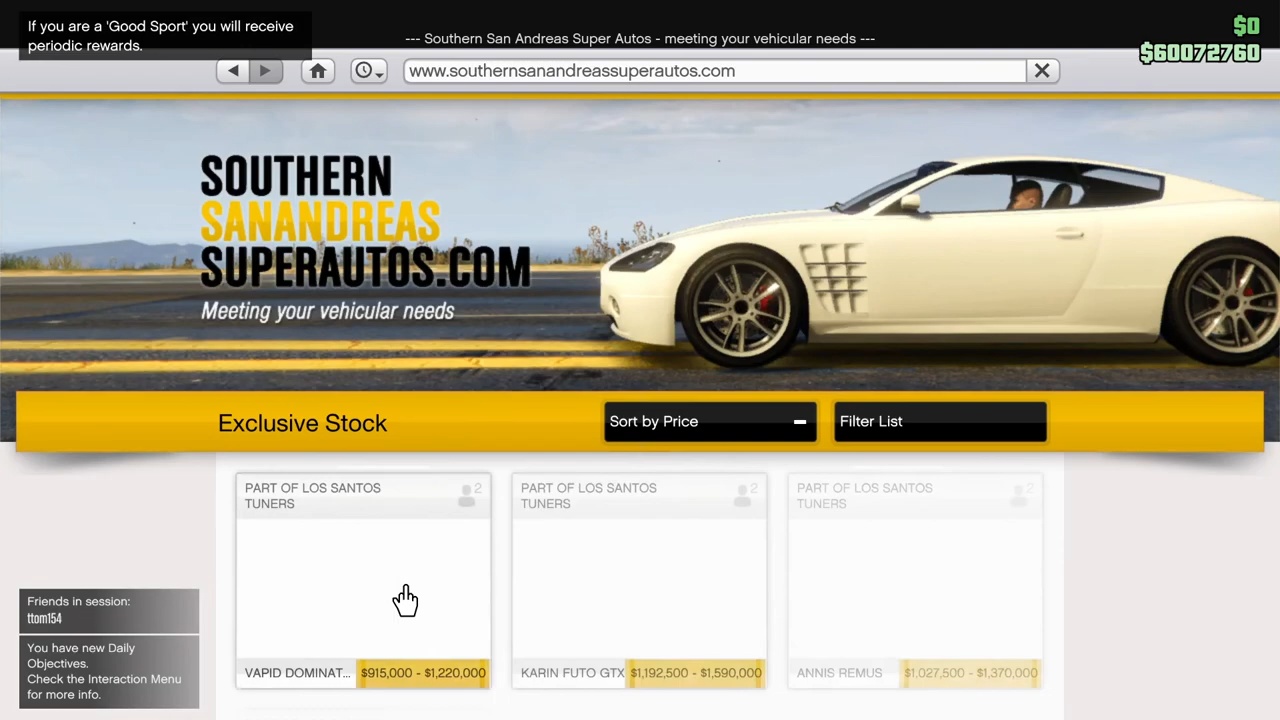 If you are a 'Good Sport' you will receive
periodic rewards.
--- Southern San Andreas Super Autos - meeting your vehicular needs ---
$0
$60072760
www.southernsanandreassuperautos.com
SOUTHERN
SANANDREAS
SUPERAUTOS.COM
Meeting your vehicular needs
Exclusive Stock
Sort by Price
Filter List
PART OF LOS SANTOS
TUNERS
2
PART OF LOS SANTOS
TUNERS
2
PART OF LOS SANTOS
TUNERS
2
VAPID DOMINAT... $915,000 - $1,220,000
KARIN FUTO GTX $1,192,500 - $1,590,000
ANNIS REMUS $1,027,500 - $1,370,000
Friends in session:
ttom154
You have new Daily
Objectives.
Check the Interaction Menu
for more info.